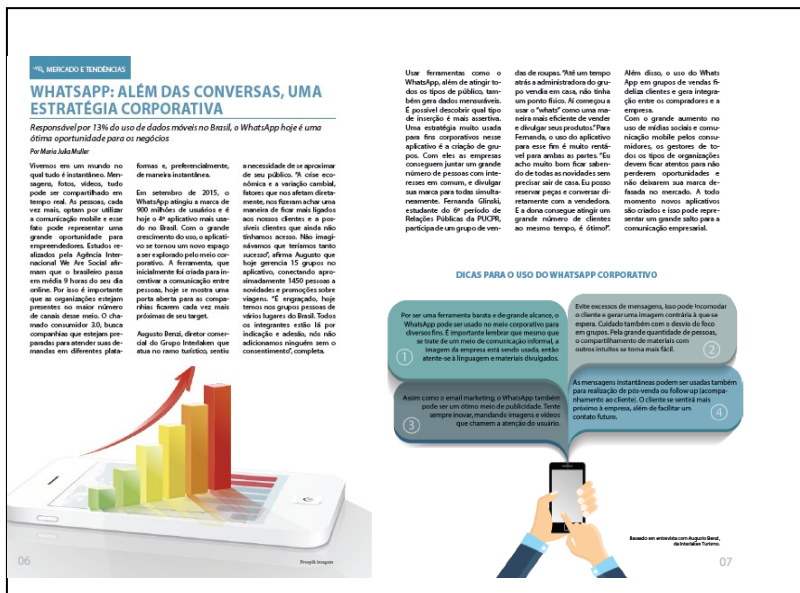 MERCADO E TENDÊNCIAS
WHATSAPP: ALÉM DAS CONVERSAS, UMA
ESTRATÉGIA CORPORATIVA
Responsável por 13% do uso de dados móveis no Brasil, o WhatsApp hoje é uma
ótima oportunidade para os negócios
Por Maria Julia Muller
Vivemos em um mundo no
qual tudo é instantâneo. Men-
sagens, fotos, vídeos, tudo
pode ser compartilhado em
tempo real. As pessoas, cada
vez mais, optam por utilizar
a comunicação mobile e esse
fato pode representar uma
grande oportunidade para
empreendedores. Estudos re-
alizados pela Agência Inter-
nacional We Are Social afir-
mam que o brasileiro passa
em média 9 horas do seu dia
online. Por isso é importante
que as organizações estejam
presentes no maior número
de canais desse meio. O cha-
mado consumidor 3.0, busca
companhias que estejam pre-
paradas para atender suas de-
mandas em diferentes plata-
formas e, preferencialmente,
de maneira instantânea.
Em setembro de 2015, o
WhatsApp atingiu a marca de
900 milhões de usuários e é
hoje o 4º aplicativo mais usa-
do no Brasil. Com o grande
crescimento do uso, o aplicati-
vo se tornou um novo espaço
a ser explorado pelo meio cor-
porativo. A ferramenta, que
inicialmente foi criada para in-
centivar a comunicação entre
pessoas, hoje se mostra uma
porta aberta para as compa-
nhias ficarem cada vez mais
próximas de seu target.
Augusto Benzi, diretor comer-
cial do Grupo Interlaken que
atua no ramo turístico, sentiu
a necessidade de se aproximar
de seu público. "A crise eco-
nômica e a variação cambial,
fatores que nos afetam direta-
mente, nos fizeram achar uma
maneira de ficar mais ligados
aos nossos clientes e a pos-
síveis clientes que ainda não
tínhamos acesso. Não imagi-
návamos que teríamos tanto
sucesso", afirma Augusto que
hoje gerencia 15 grupos no
aplicativo, conectando apro-
ximadamente 1450 pessoas a
novidades e promoções sobre
viagens. "É engraçado, hoje
temos nos grupos pessoas de
vários lugares do Brasil. Todos
os integrantes estão lá por
indicação e adesão, nós não
adicionamos ninguém sem o
consentimento", completa.
Freepik imagem
06
Usar ferramentas como o
WhatsApp, além de atingir to-
dos os tipos de público, tam-
bém gera dados mensuráveis.
É possível descobrir qual tipo
de inserção é mais assertiva.
Uma estratégia muito usada
para fins corporativos nesse
aplicativo é a criação de gru-
pos. Com eles as empresas
conseguem juntar um grande
número de pessoas com inte-
resses em comum, e divulgar
sua marca para todas simulta-
neamente. Fernanda Glinski,
estudante do 6º período de
Relações Públicas da PUCPR,
participa de um grupo de ven-
das de roupas. "Até um tempo
atrás a administradora do gru-
po vendia em casa, não tinha
um ponto físico. Aí começou a
usar o "whats" como uma ma-
neira mais eficiente de vender
e divulgar seus produtos." Para
Fernanda, o uso do aplicativo
para esse fim é muito rentá-
vel para ambas as partes. "Eu
acho muito bom ficar saben-
do de todas as novidades sem
precisar sair de casa. Eu posso
reservar peças e conversar di-
retamente com a vendedora.
E a dona consegue atingir um
grande número de clientes
ao mesmo tempo, é ótimo!".
Além disso, o uso do Whats
App em grupos de vendas fi-
deliza clientes e gera integra-
ção entre os compradores e a
empresa.
Com o grande aumento no
uso de mídias sociais e comu-
nicação mobile pelos consu-
midores, os gestores de to-
dos os tipos de organizações
devem ficar atentos para não
perderem oportunidades e
não deixarem sua marca de-
fasada no mercado. A todo
momento novos aplicativos
são criados e isso pode repre-
sentar um grande salto para a
comunicação empresarial.
DICAS PARA O USO DO WHATSAPP CORPORATIVO
Por ser uma ferramenta barata e de grande alcance, o
WhatsApp pode ser usado no meio corporativo para
diversos fins. É importante lembrar que mesmo que
se trate de um meio de comunicação informal, a
imagem da empresa está sendo usada, então
atente-se à linguagem e materiais divulgados.
1
Evite excessos de mensagens, isso pode incomodar
o cliente e gerar uma imagem contrária à que se
espera. Cuidado também com o desvio do foco
em grupos. Pela grande quantidade de pessoas,
o compartilhamento de materiais com
outros intuitos se torna mais fácil.
2
Assim como o email marketing, o WhatsApp também
pode ser um ótimo meio de publicidade. Tente
sempre inovar, mandando imagens e vídeos
que chamem a atenção do usuário.
3
As mensagens instantâneas podem ser usadas também
para realização de pós-venda ou follow-up (acompa-
nhamento ao cliente). O cliente se sentirá mais
próximo à empresa, além de facilitar um
contato futuro.
4
Baseado em entrevista com Augusto Benzi,
da Interlaken Turismo.
07